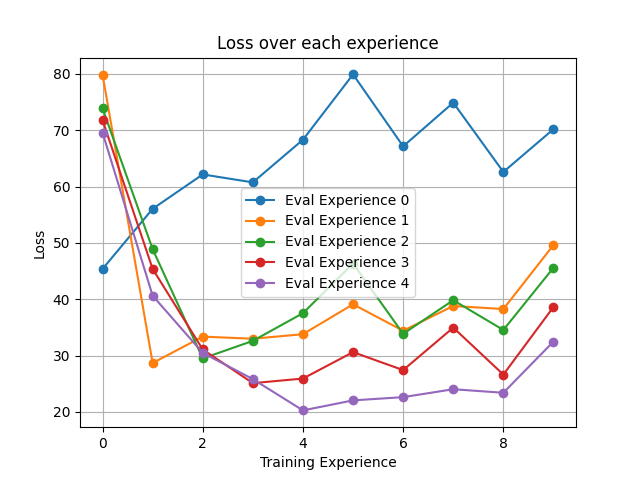 Loss over each experience
80
70
60
50
40
30
20
Loss
Eval Experience 0
Eval Experience 1
Eval Experience 2
Eval Experience 3
Eval Experience 4
0 2 4 6 8
Training Experience